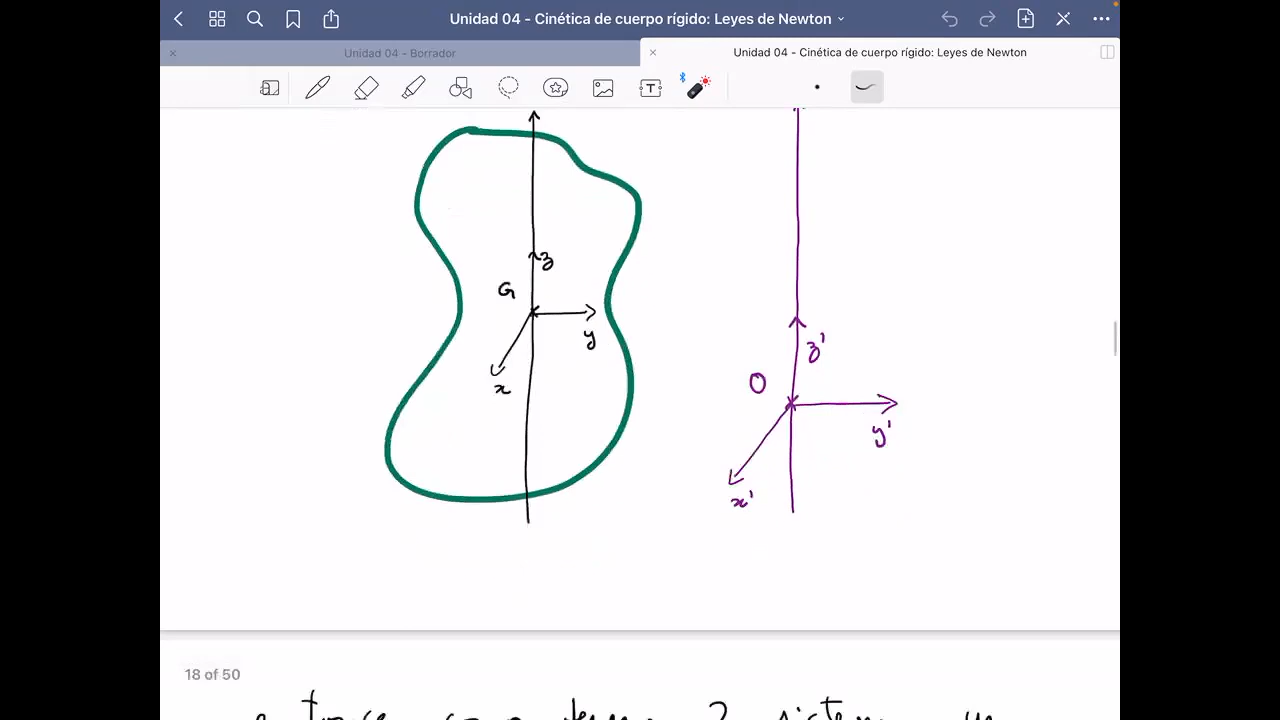 Unidad 04 - Cinética de cuerpo rígido: Leyes de Newton
Unidad 04 - Borrador
Unidad 04 - Cinética de cuerpo rígido: Leyes de Newton
T
z
G
y
x
z'
O
y'
x'
18 of 50